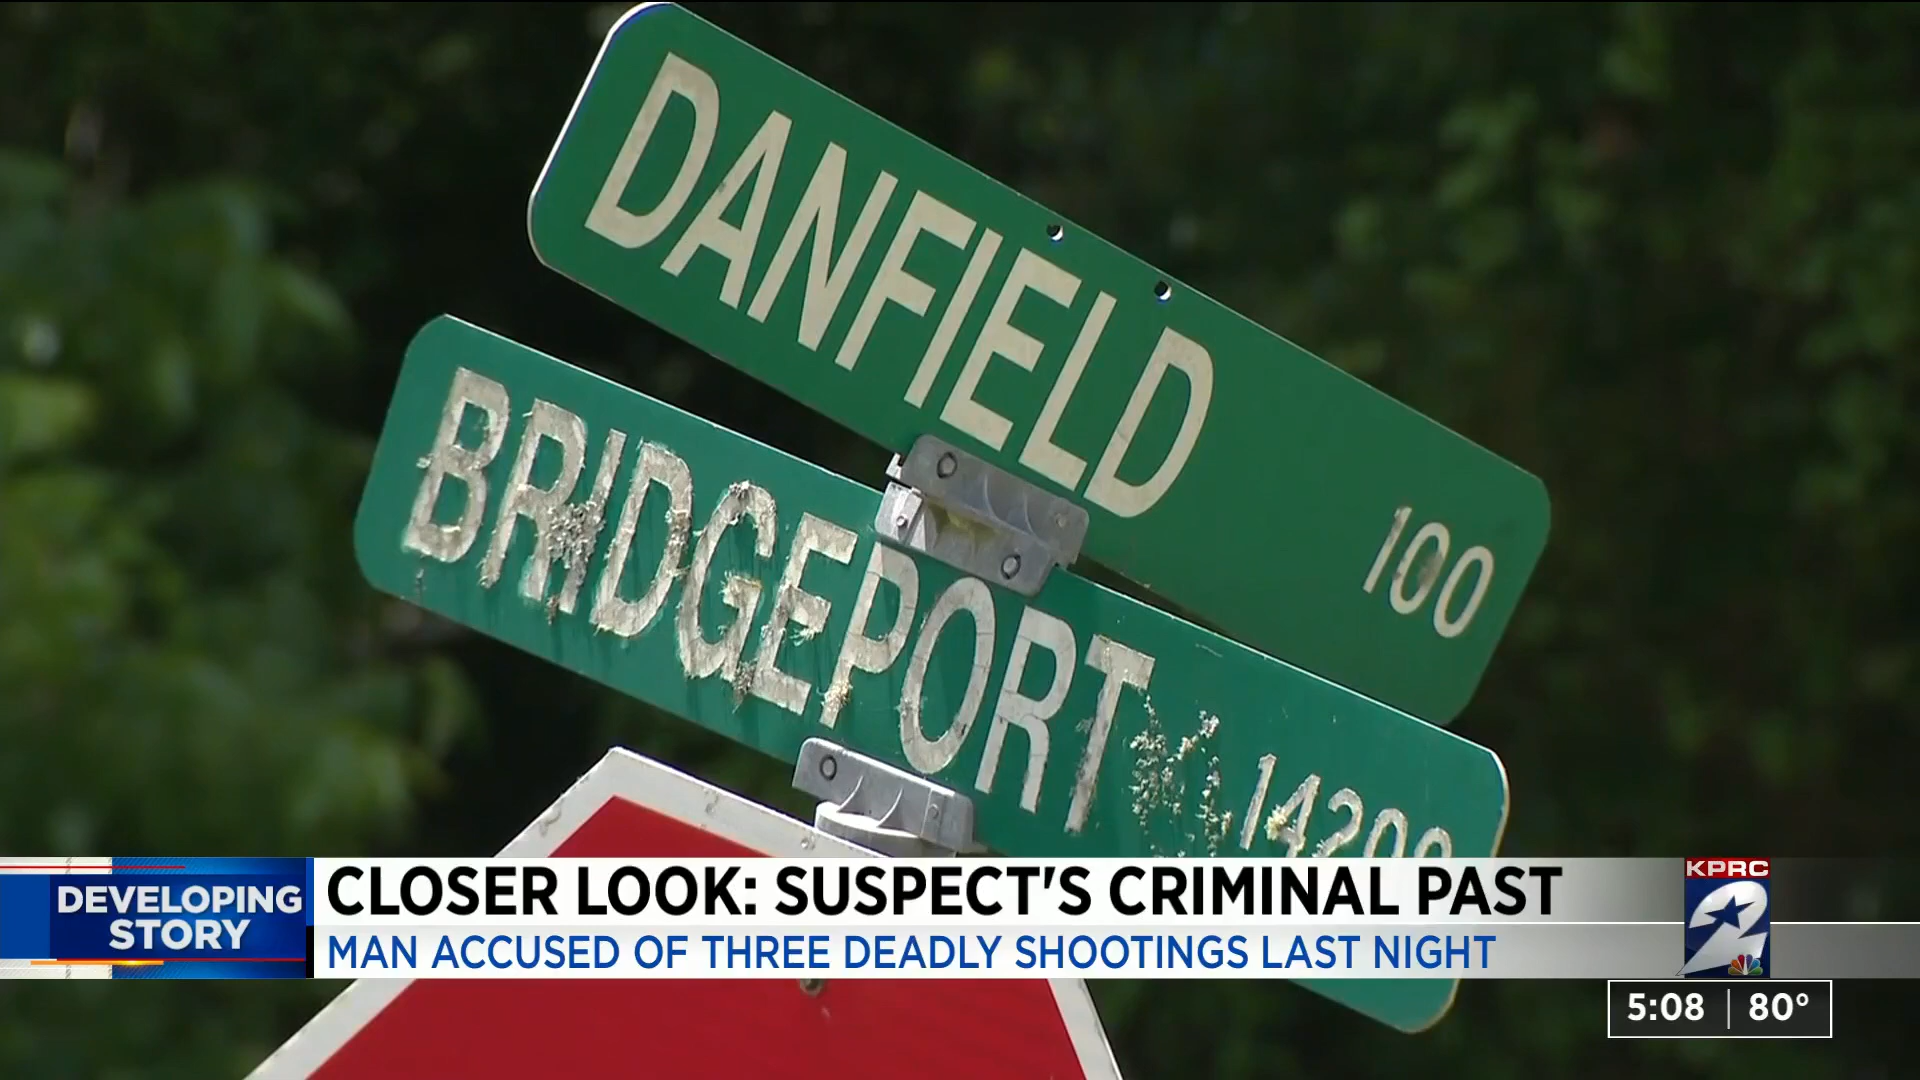 DANFIELD
100
BRIDGEPORT
14200
DEVELOPING
STORY
CLOSER LOOK: SUSPECT'S CRIMINAL PAST
MAN ACCUSED OF THREE DEADLY SHOOTINGS LAST NIGHT
KPRC
2
5:08 80°